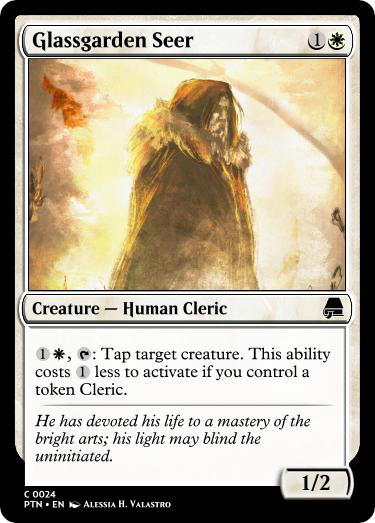 Glassgarden Seer 1
Creature — Human Cleric
1, : Tap target creature. This ability
costs 1 less to activate if you control a
token Cleric.
He has devoted his life to a mastery of the
bright arts; his light may blind the
uninitiated.
1/2
C 0024
PTN • EN Alessia H. Valastro